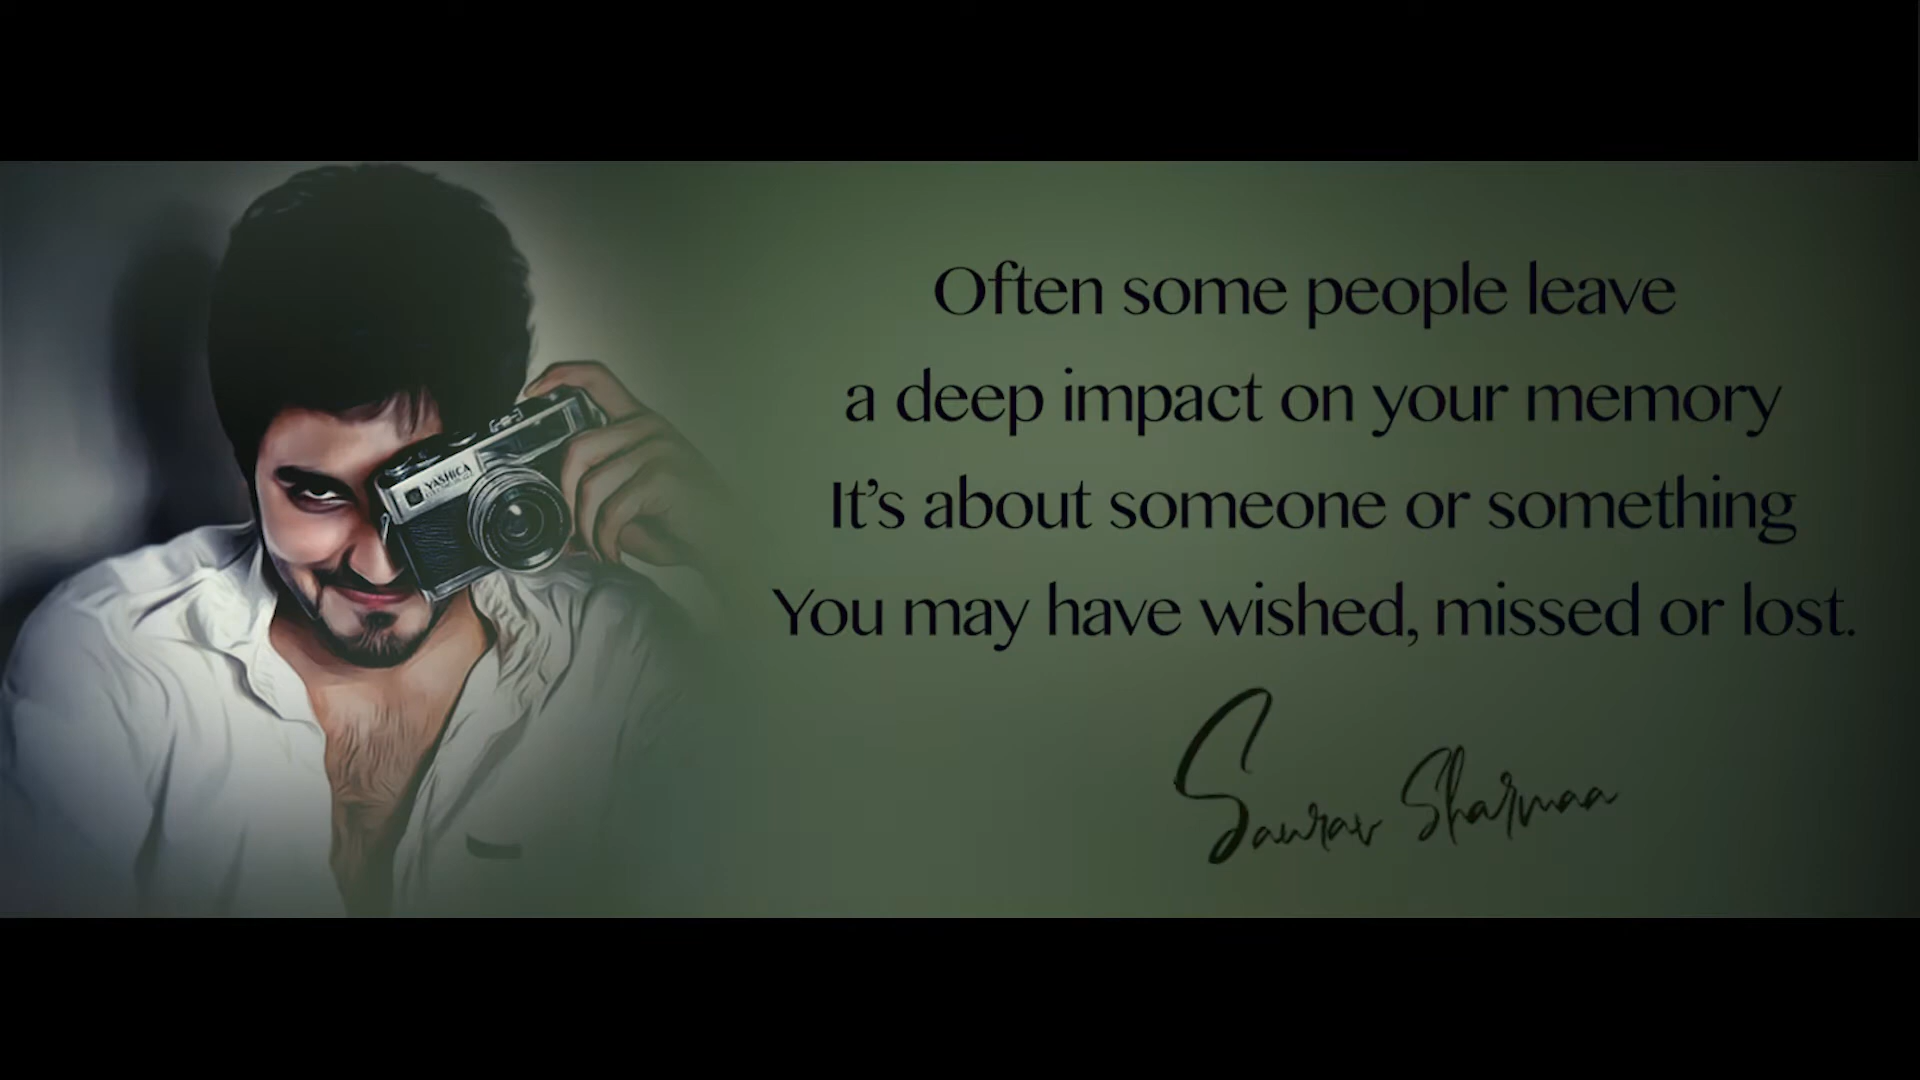 YASHICA
Often some people leave
a deep impact on your memory
It’s about someone or something
You may have wished, missed or lost.
Saurav Sharmaa